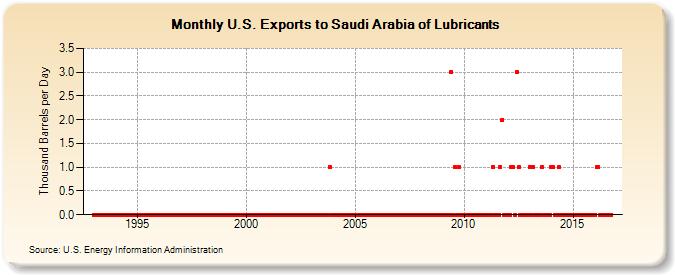 Monthly U.S. Exports to Saudi Arabia of Lubricants
Thousand Barrels per Day
3.5
3.0
2.5
2.0
1.5
1.0
0.5
0.0
1995 2000 2005 2010 2015
Source: U.S. Energy Information Administration